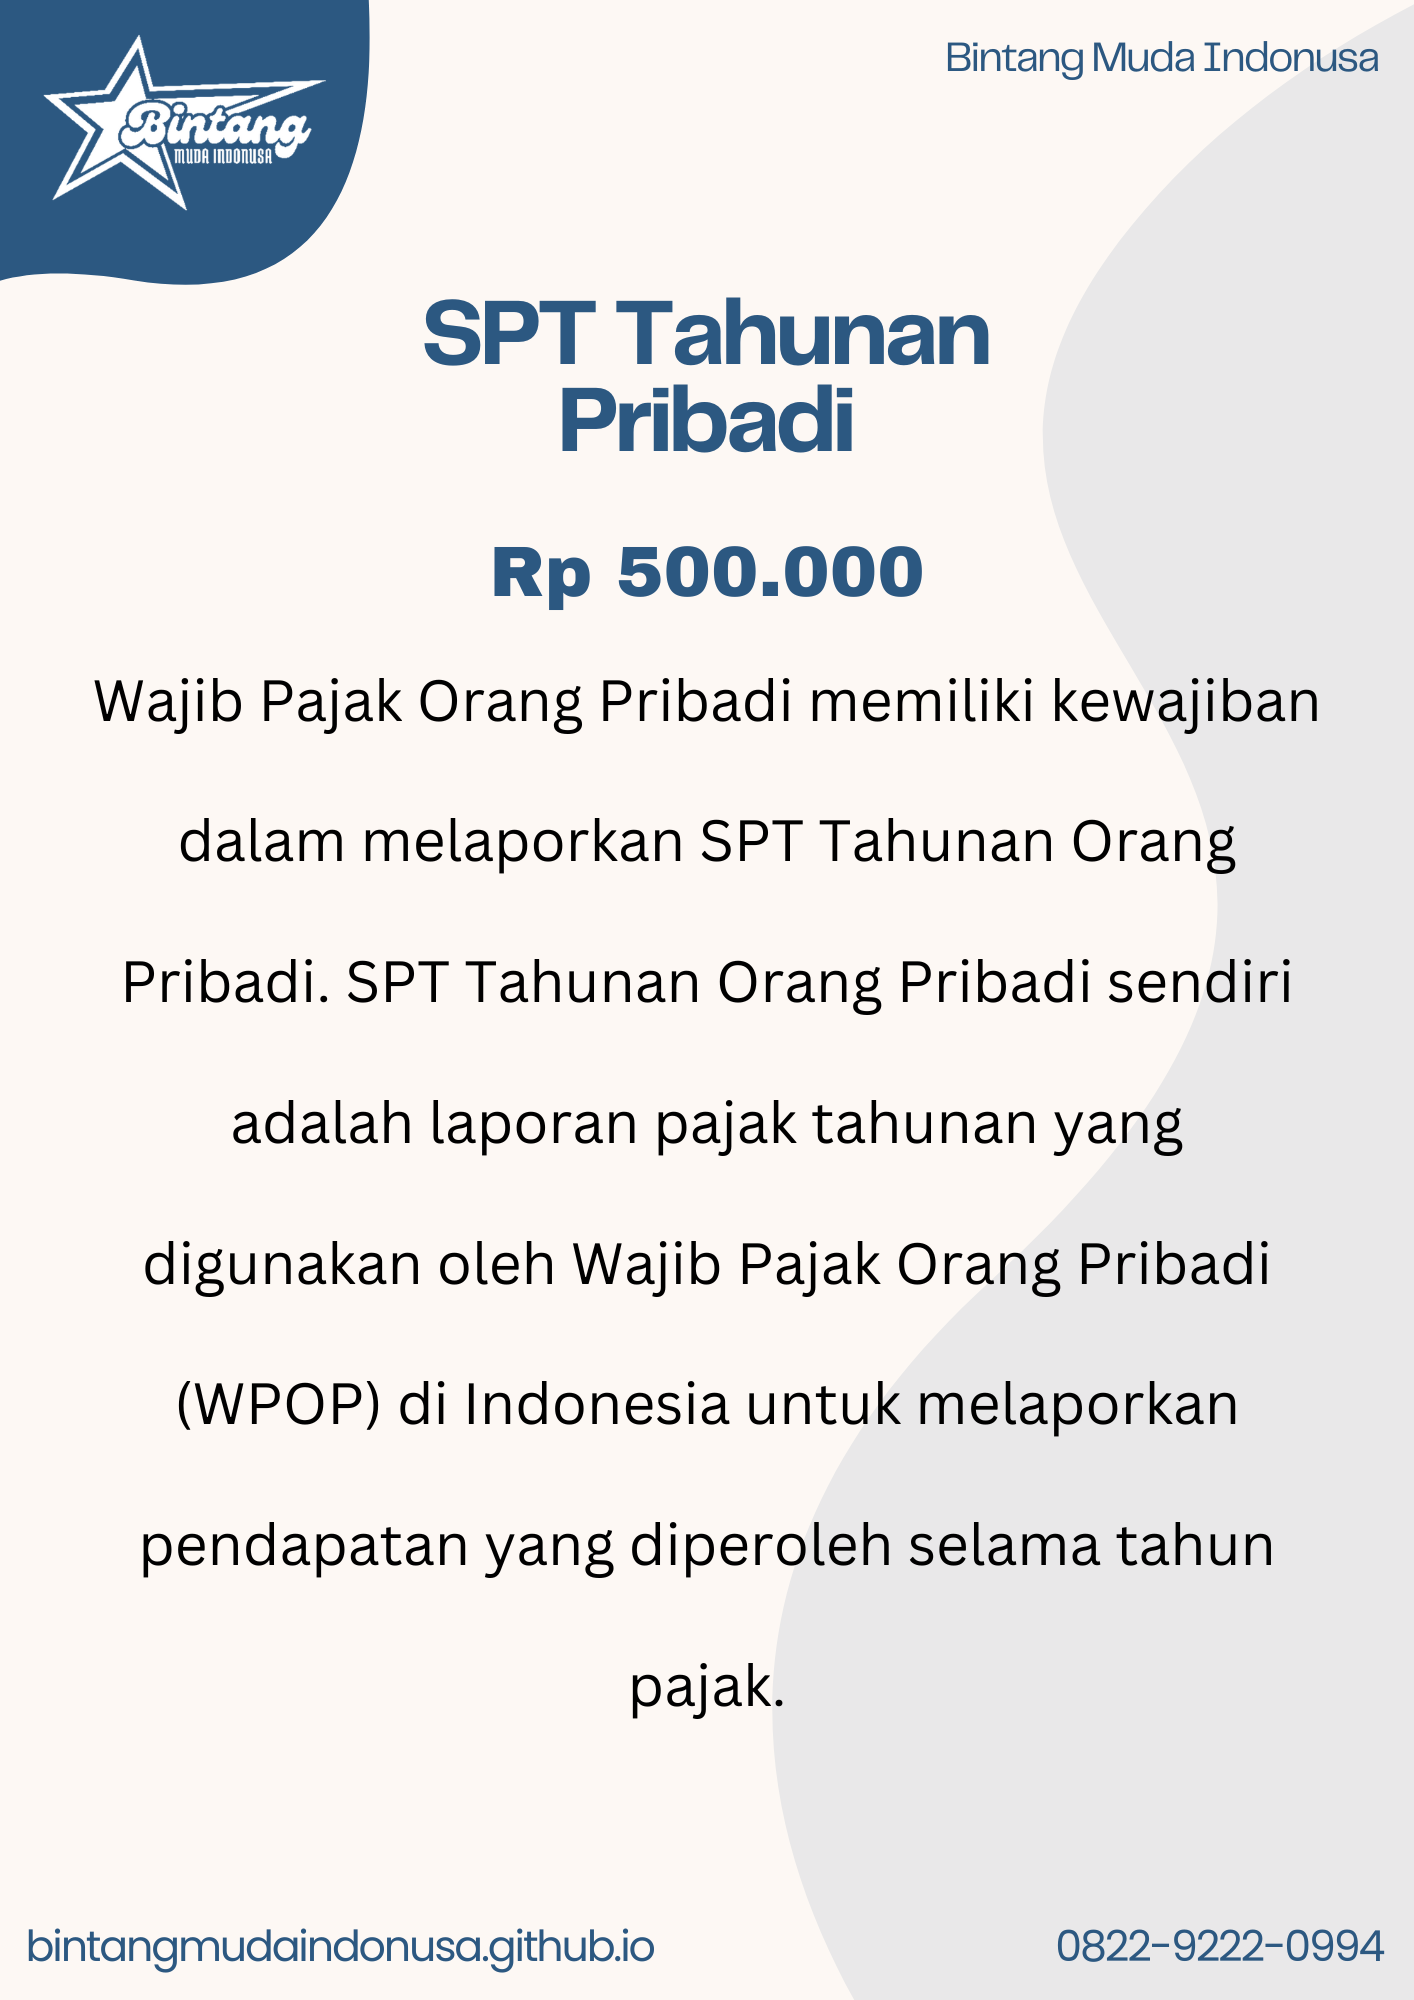 Bintang
MUDA INDONUSA
Bintang Muda Indonusa
SPT Tahunan
Pribadi
Rp 500.000
Wajib Pajak Orang Pribadi memiliki kewajiban
dalam melaporkan SPT Tahunan Orang
Pribadi. SPT Tahunan Orang Pribadi sendiri
adalah laporan pajak tahunan yang
digunakan oleh Wajib Pajak Orang Pribadi
(WPOP) di Indonesia untuk melaporkan
pendapatan yang diperoleh selama tahun
pajak.
bintangmudaindonusa.github.io
0822-9222-0994